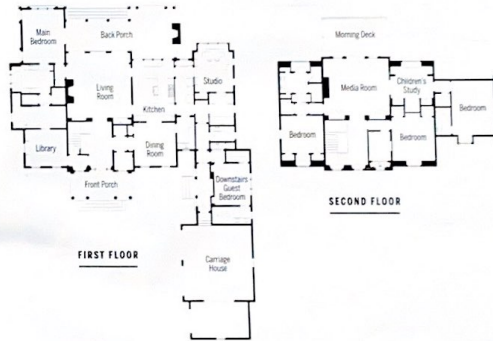 Main
Bedroom
Back Porch
Living
Room
Kitchen
Studio
Library
Dining
Room
Front Porch
Downstairs
Guest
Bedroom
Carriage
House
FIRST FLOOR
Morning Deck
Media Room
Children's
Study
Bedroom
Bedroom
Bedroom
SECOND FLOOR